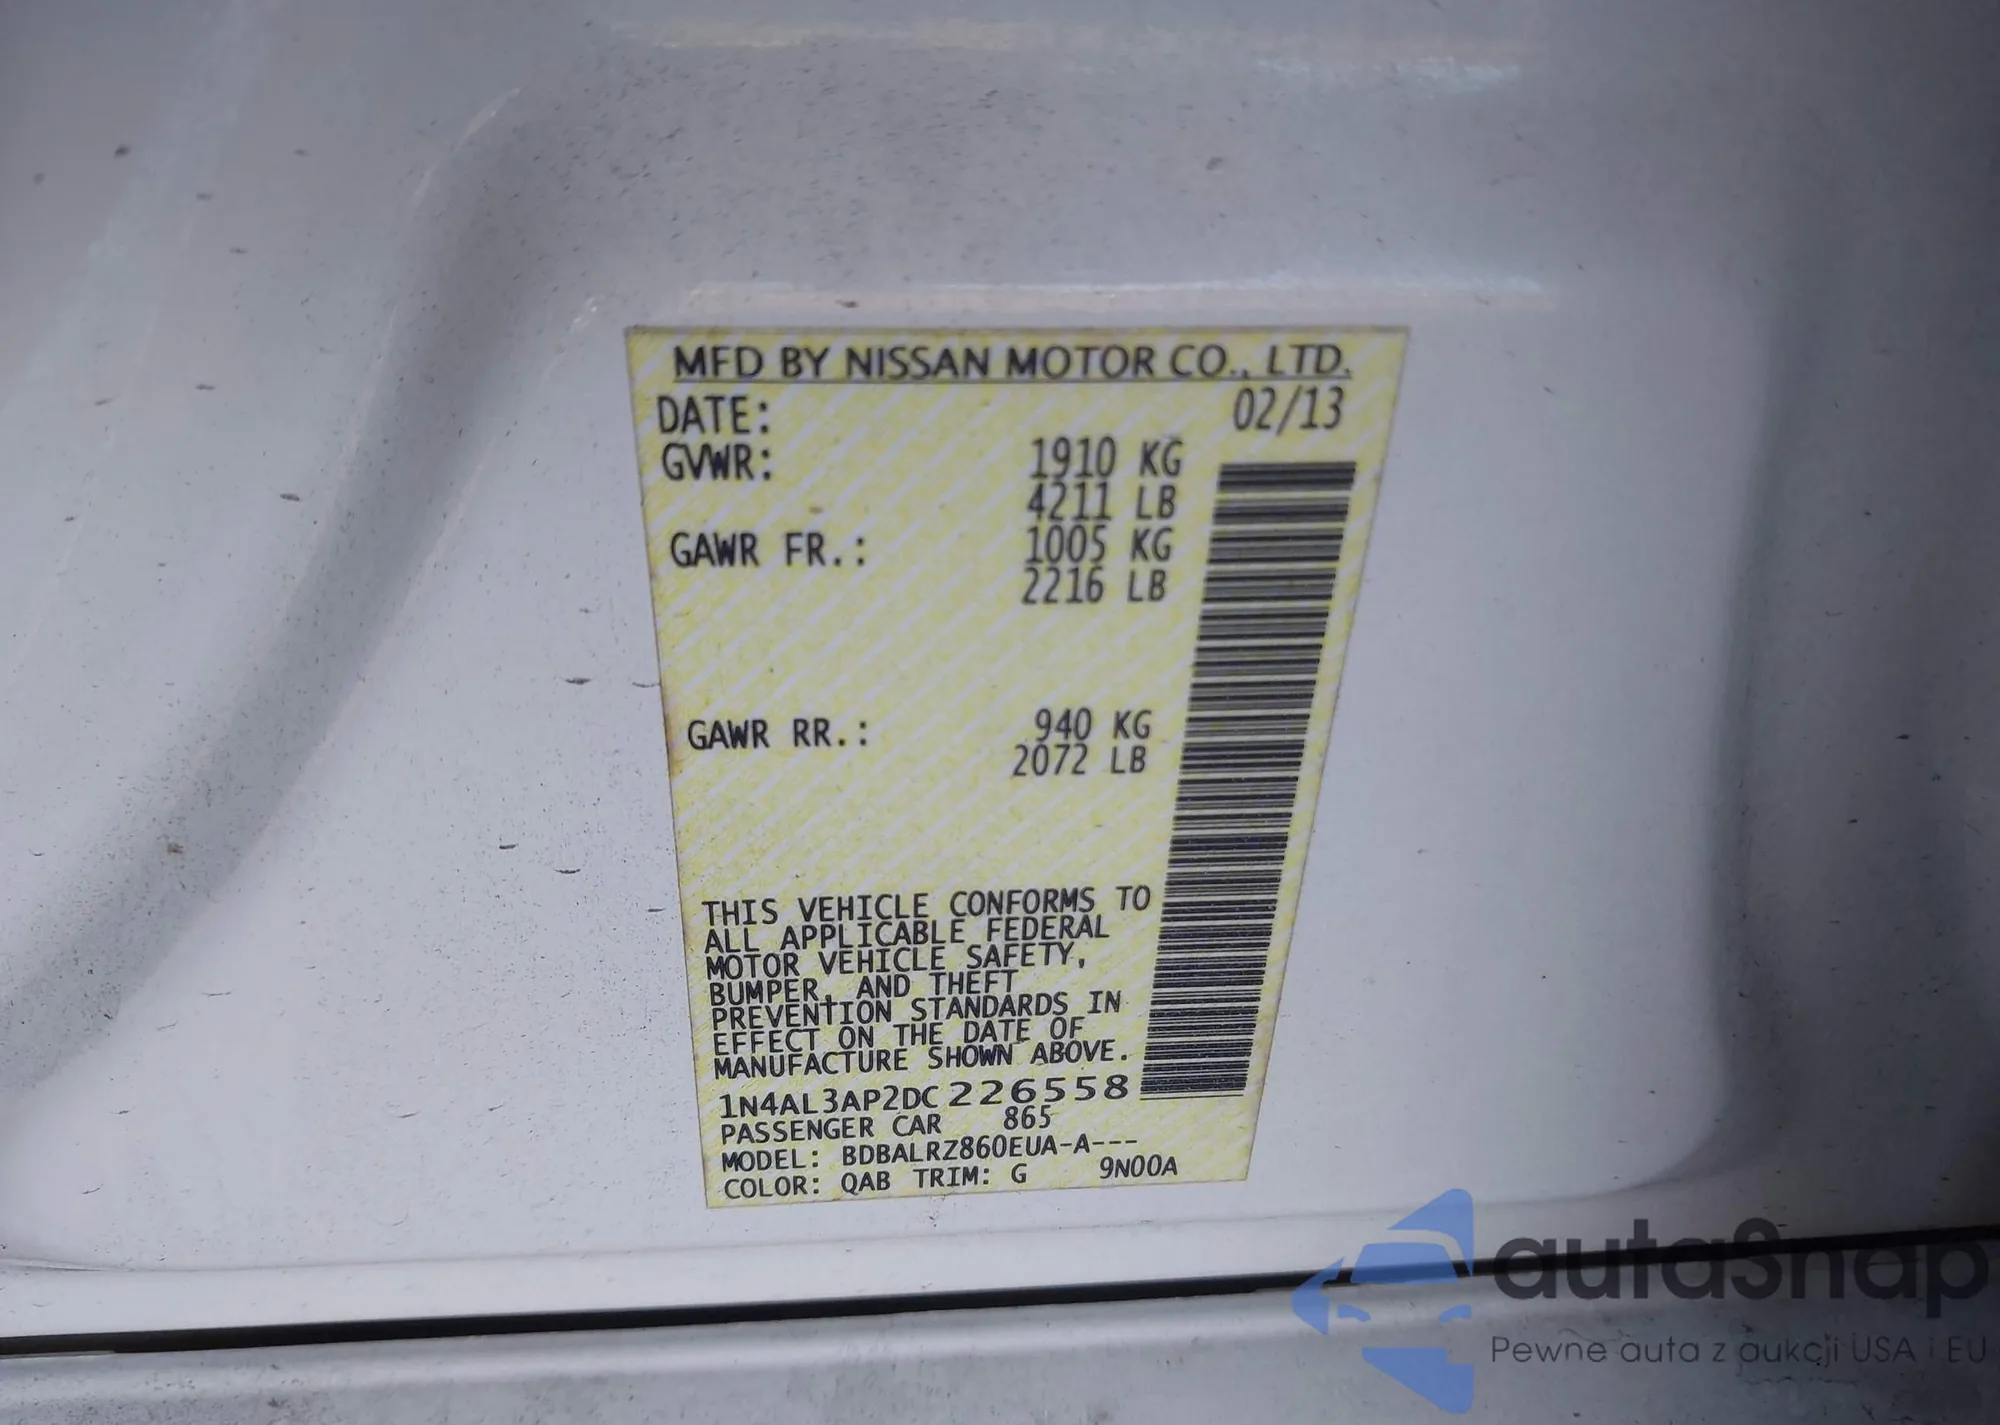 MFD BY NISSAN MOTOR CO., LTD.
DATE: 02/13
GVWR: 1910 KG
4211 LB
GAWR FR.: 1005 KG
2216 LB
GAWR RR.: 940 KG
2072 LB
THIS VEHICLE CONFORMS TO
ALL APPLICABLE FEDERAL
MOTOR VEHICLE SAFETY,
BUMPER, AND THEFT
PREVENTION STANDARDS IN
EFFECT ON THE DATE OF
MANUFACTURE SHOWN ABOVE.
1N4AL3AP2DC226558
PASSENGER CAR 865
MODEL: BDBALRZ860EUA-A---
COLOR: QAB TRIM: G 9N00A
autaSnap
Pewne auta z aukcji USA i EU